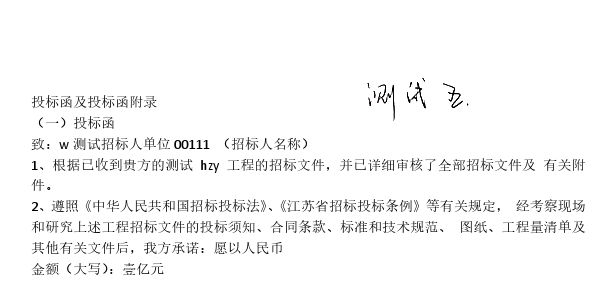 测试五.
投标函及投标函附录
（一）投标函
致：w 测试招标人单位 00111 （招标人名称）
1、根据已收到贵方的测试 hzy 工程的招标文件，并已详细审核了全部招标文件及 有关附
件。
2、遵照《中华人民共和国招标投标法》、《江苏省招标投标条例》等有关规定， 经考察现场
和研究上述工程招标文件的投标须知、合同条款、标准和技术规范、 图纸、工程量清单及
其他有关文件后，我方承诺：愿以人民币
金额（大写）：壹亿元